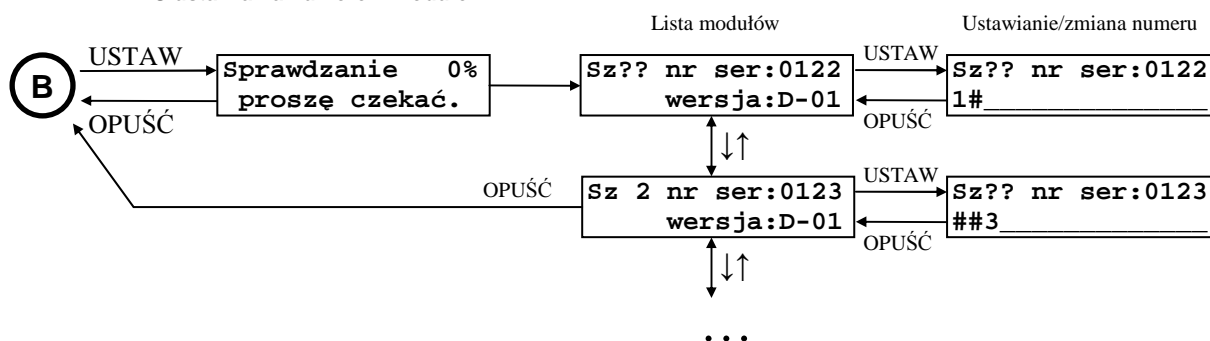 Lista modułów
Ustawianie/zmiana numeru
B
USTAW
OPUŚĆ
Sprawdzanie 0%
proszę czekać.
Sz?? nr ser:0122
wersja:D-01
USTAW
OPUŚĆ
Sz?? nr ser:0122
1#_______________
↓↑
OPUŚĆ
Sz 2 nr ser:0123
wersja:D-01
USTAW
OPUŚĆ
Sz?? nr ser:0123
##3______________
↓↑
...